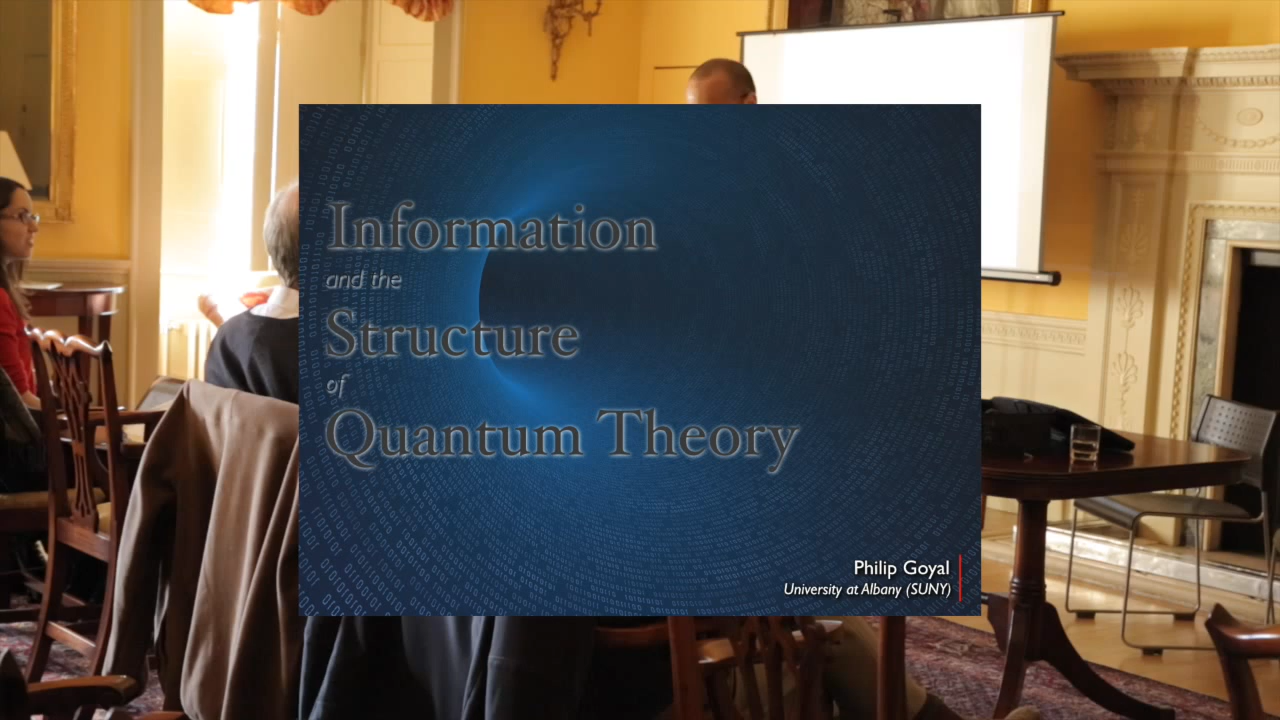 Information
and the
Structure
of
Quantum Theory
Philip Goyal
University at Albany (SUNY)